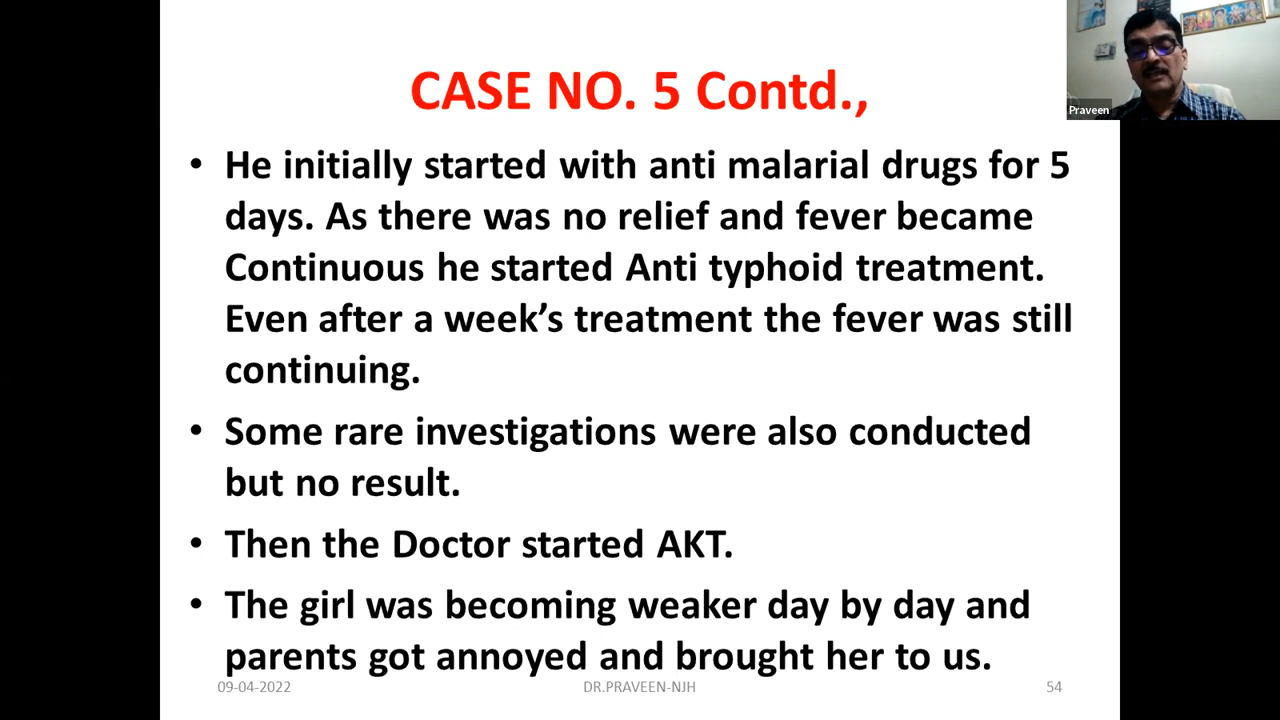 CASE NO. 5 Contd.,
Praveen
• He initially started with anti malarial drugs for 5
days. As there was no relief and fever became
Continuous he started Anti typhoid treatment.
Even after a week’s treatment the fever was still
continuing.
• Some rare investigations were also conducted
but no result.
• Then the Doctor started AKT.
• The girl was becoming weaker day by day and
parents got annoyed and brought her to us.
09-04-2022 DR.PRAVEEN-NJH 54